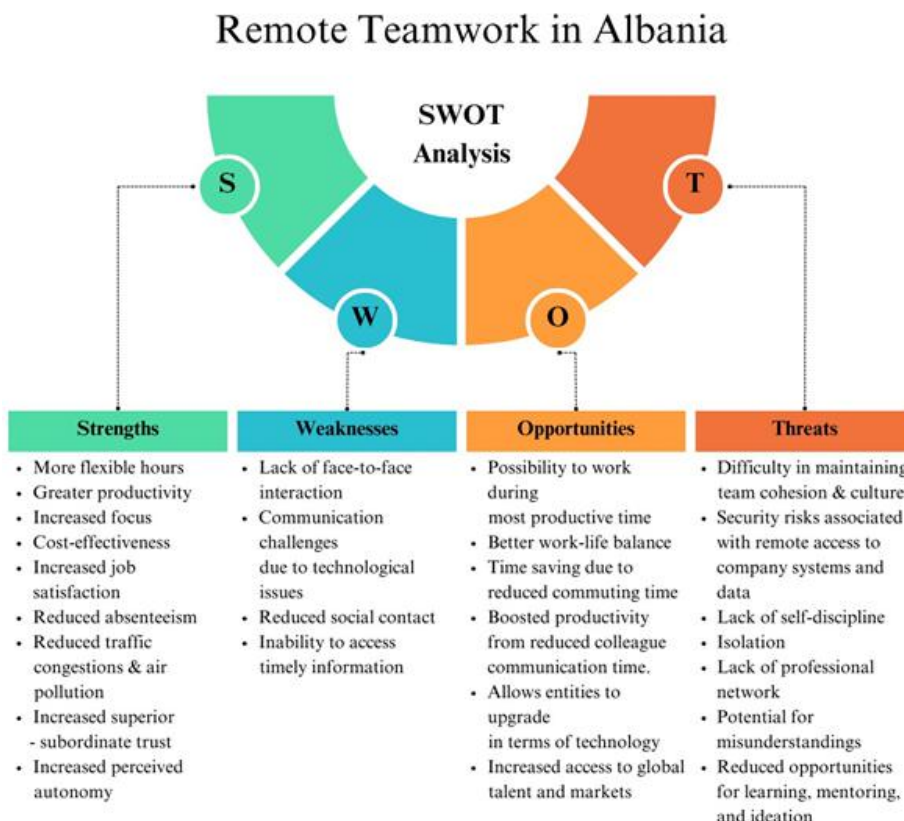 Remote Teamwork in Albania
SWOT
Analysis
S
W
O
T
Strengths
• More flexible hours
• Greater productivity
• Increased focus
• Cost-effectiveness
• Increased job
satisfaction
• Reduced absenteeism
• Reduced traffic
congestions & air
pollution
• Increased superior
- subordinate trust
• Increased perceived
autonomy
Weaknesses
• Lack of face-to-face
interaction
• Communication
challenges
due to technological
issues
• Reduced social contact
• Inability to access
timely information
Opportunities
• Possibility to work
during
most productive time
• Better work-life balance
• Time saving due to
reduced commuting time
• Boosted productivity
from reduced colleague
communication time.
• Allows entities to
upgrade
in terms of technology
• Increased access to global
talent and markets
Threats
• Difficulty in maintaining
team cohesion & culture
• Security risks associated
with remote access to
company systems and
data
• Lack of self-discipline
• Isolation
• Lack of professional
network
• Potential for
misunderstandings
• Reduced opportunities
for learning, mentoring,
and ideation